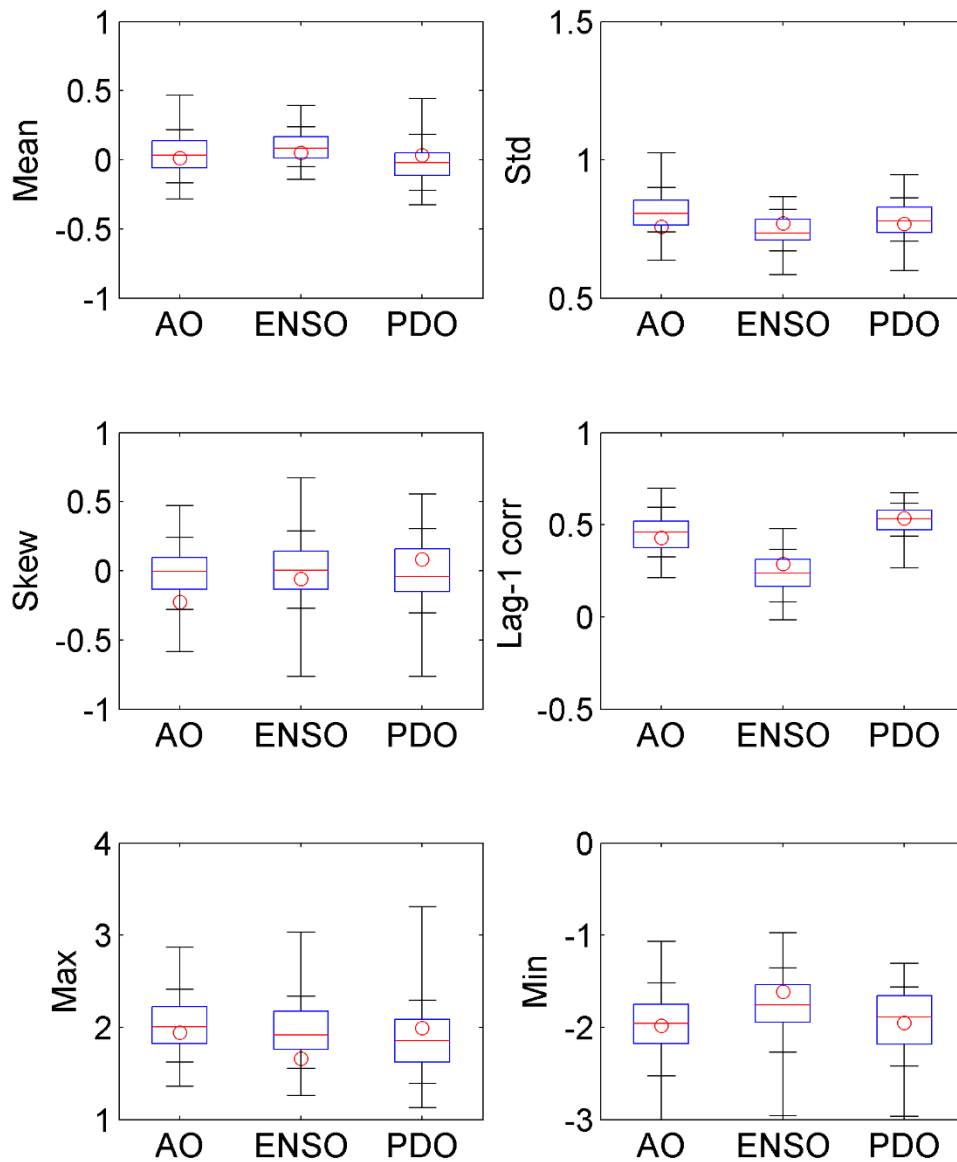 Mean
1
0.5
0
-0.5
-1
AO ENSO PDO
Std
1.5
1
0.5
AO ENSO PDO
Skew
1
0.5
0
-0.5
-1
AO ENSO PDO
Lag-1 corr
1
0.5
0
-0.5
AO ENSO PDO
Max
4
3
2
1
AO ENSO PDO
Min
0
-1
-2
-3
AO ENSO PDO